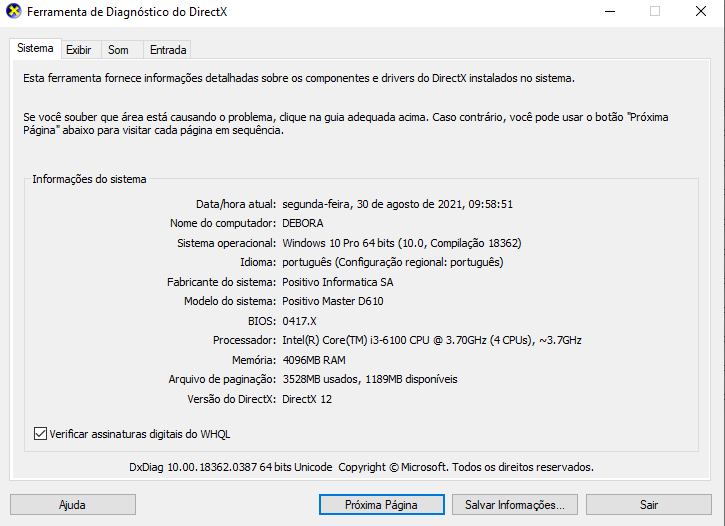 Ferramenta de Diagnóstico do DirectX
Sistema
Exibir
Som
Entrada
Esta ferramenta fornece informações detalhadas sobre os componentes e drivers do DirectX instalados no sistema.
Se você souber que área está causando o problema, clique na guia adequada acima. Caso contrário, você pode usar o botão "Próxima
Página" abaixo para visitar cada página em sequência.
Informações do sistema
Data/hora atual: segunda-feira, 30 de agosto de 2021, 09:58:51
Nome do computador: DEBORA
Sistema operacional: Windows 10 Pro 64 bits (10.0, Compilação 18362)
Idioma: português (Configuração regional: português)
Fabricante do sistema: Positivo Informatica SA
Modelo do sistema: Positivo Master D610
BIOS: 0417.X
Processador: Intel(R) Core(TM) i3-6100 CPU @ 3.70GHz (4 CPUs), ~3.7GHz
Memória: 4096MB RAM
Arquivo de paginação: 3528MB usados, 1189MB disponíveis
Versão do DirectX: DirectX 12
Verificar assinaturas digitais do WHQL
DxDiag 10.00.18362.0387 64 bits Unicode Copyright © Microsoft. Todos os direitos reservados.
Ajuda
Próxima Página
Salvar Informações...
Sair